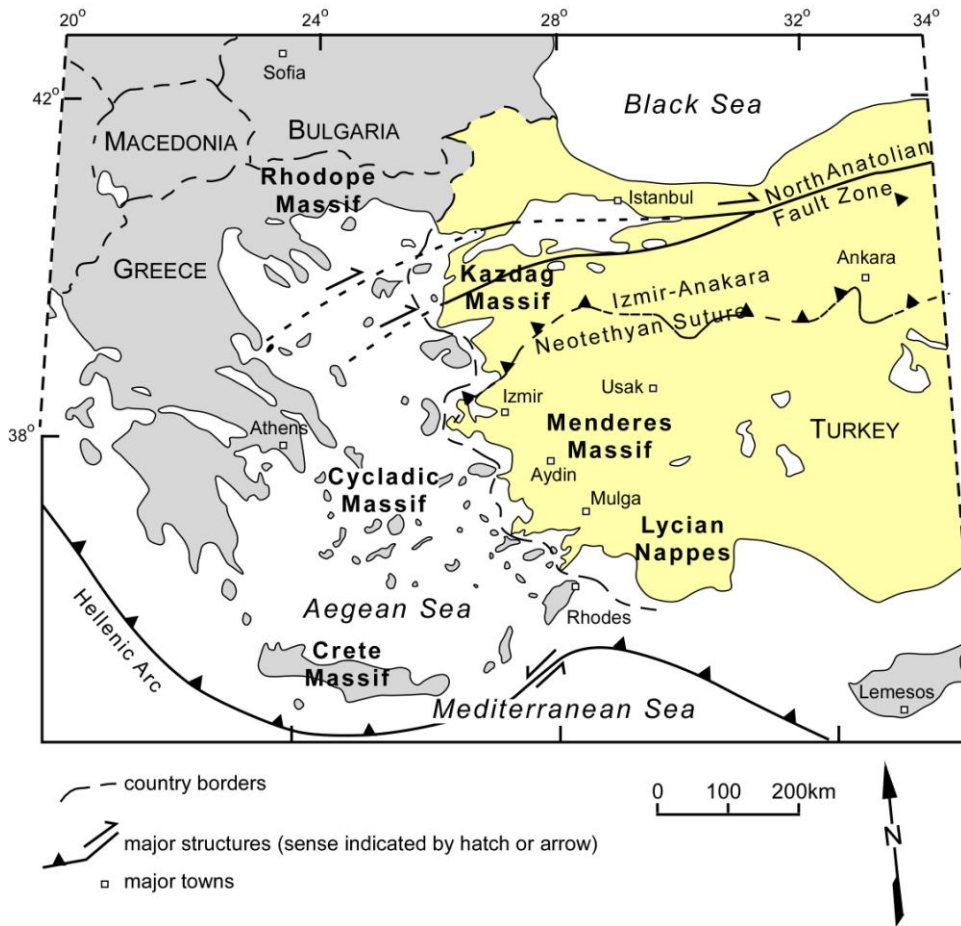 20°
24°
28°
32°
34°
42°
38°
Sofia
Black Sea
MACEDONIA
BULGARIA
Rhodope
Massif
Istanbul
North Anatolian
Fault Zone
GREECE
Kazdag
Massif
Ankara
Izmir-Anakara
Neotethyan Suture
Izmir
Usak
Athens
Menderes
Massif
TURKEY
Aydin
Cycladic
Massif
Mulga
Lycian
Nappes
Aegean Sea
Rhodes
Hellenic Arc
Crete
Massif
Mediterranean Sea
Lemesos
country borders
0 100 200km
major structures (sense indicated by hatch or arrow)
major towns
N